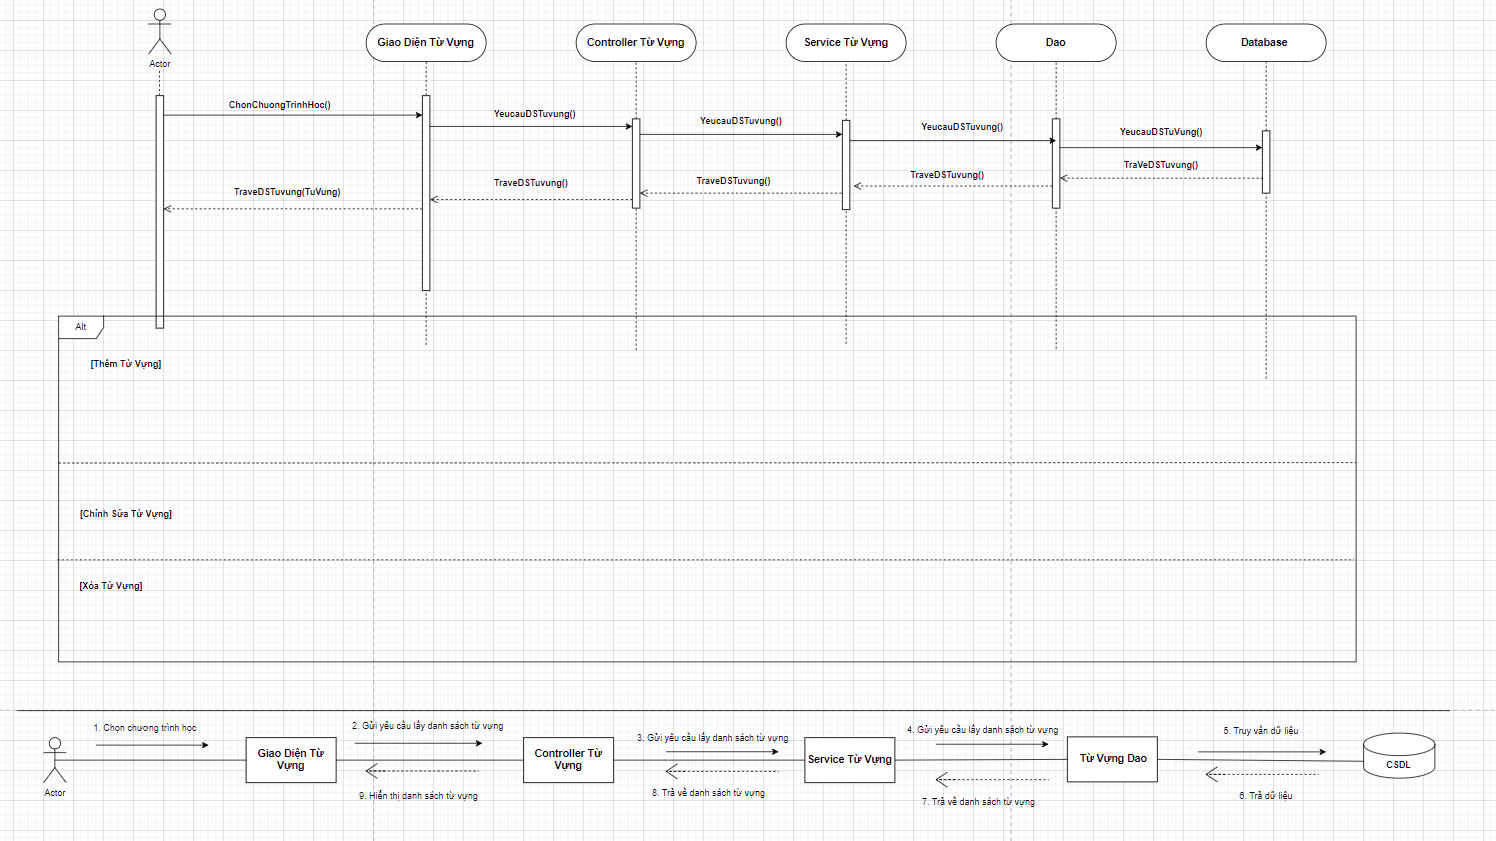 Actor
Giao Diện Từ Vựng
Controller Từ Vựng
Service Từ Vựng
Dao
Database
ChonChuongTrinhHoc()
YeucauDSTuvung()
YeucauDSTuvung()
YeucauDSTuvung()
YeucauDSTuVung()
TraveDSTuvung(TuVung)
TraveDSTuvung()
TraveDSTuvung()
TraveDSTuvung()
TraVeDSTuvung()
Alt
[Thêm Từ Vựng]
[Chỉnh Sửa Từ Vựng]
[Xóa Từ Vựng]
1. Chọn chương trình học
2. Gửi yêu cầu lấy danh sách từ vựng
3. Gửi yêu cầu lấy danh sách từ vựng
4. Gửi yêu cầu lấy danh sách từ vựng
5. Truy vấn dữ liệu
Actor
Giao Diện Từ
Vựng
Controller Từ
Vựng
Service Từ Vựng
Từ Vựng Dao
CSDL
9. Hiển thị danh sách từ vựng
8. Trả về danh sách từ vựng
7. Trả về danh sách từ vựng
6. Trả dữ liệu